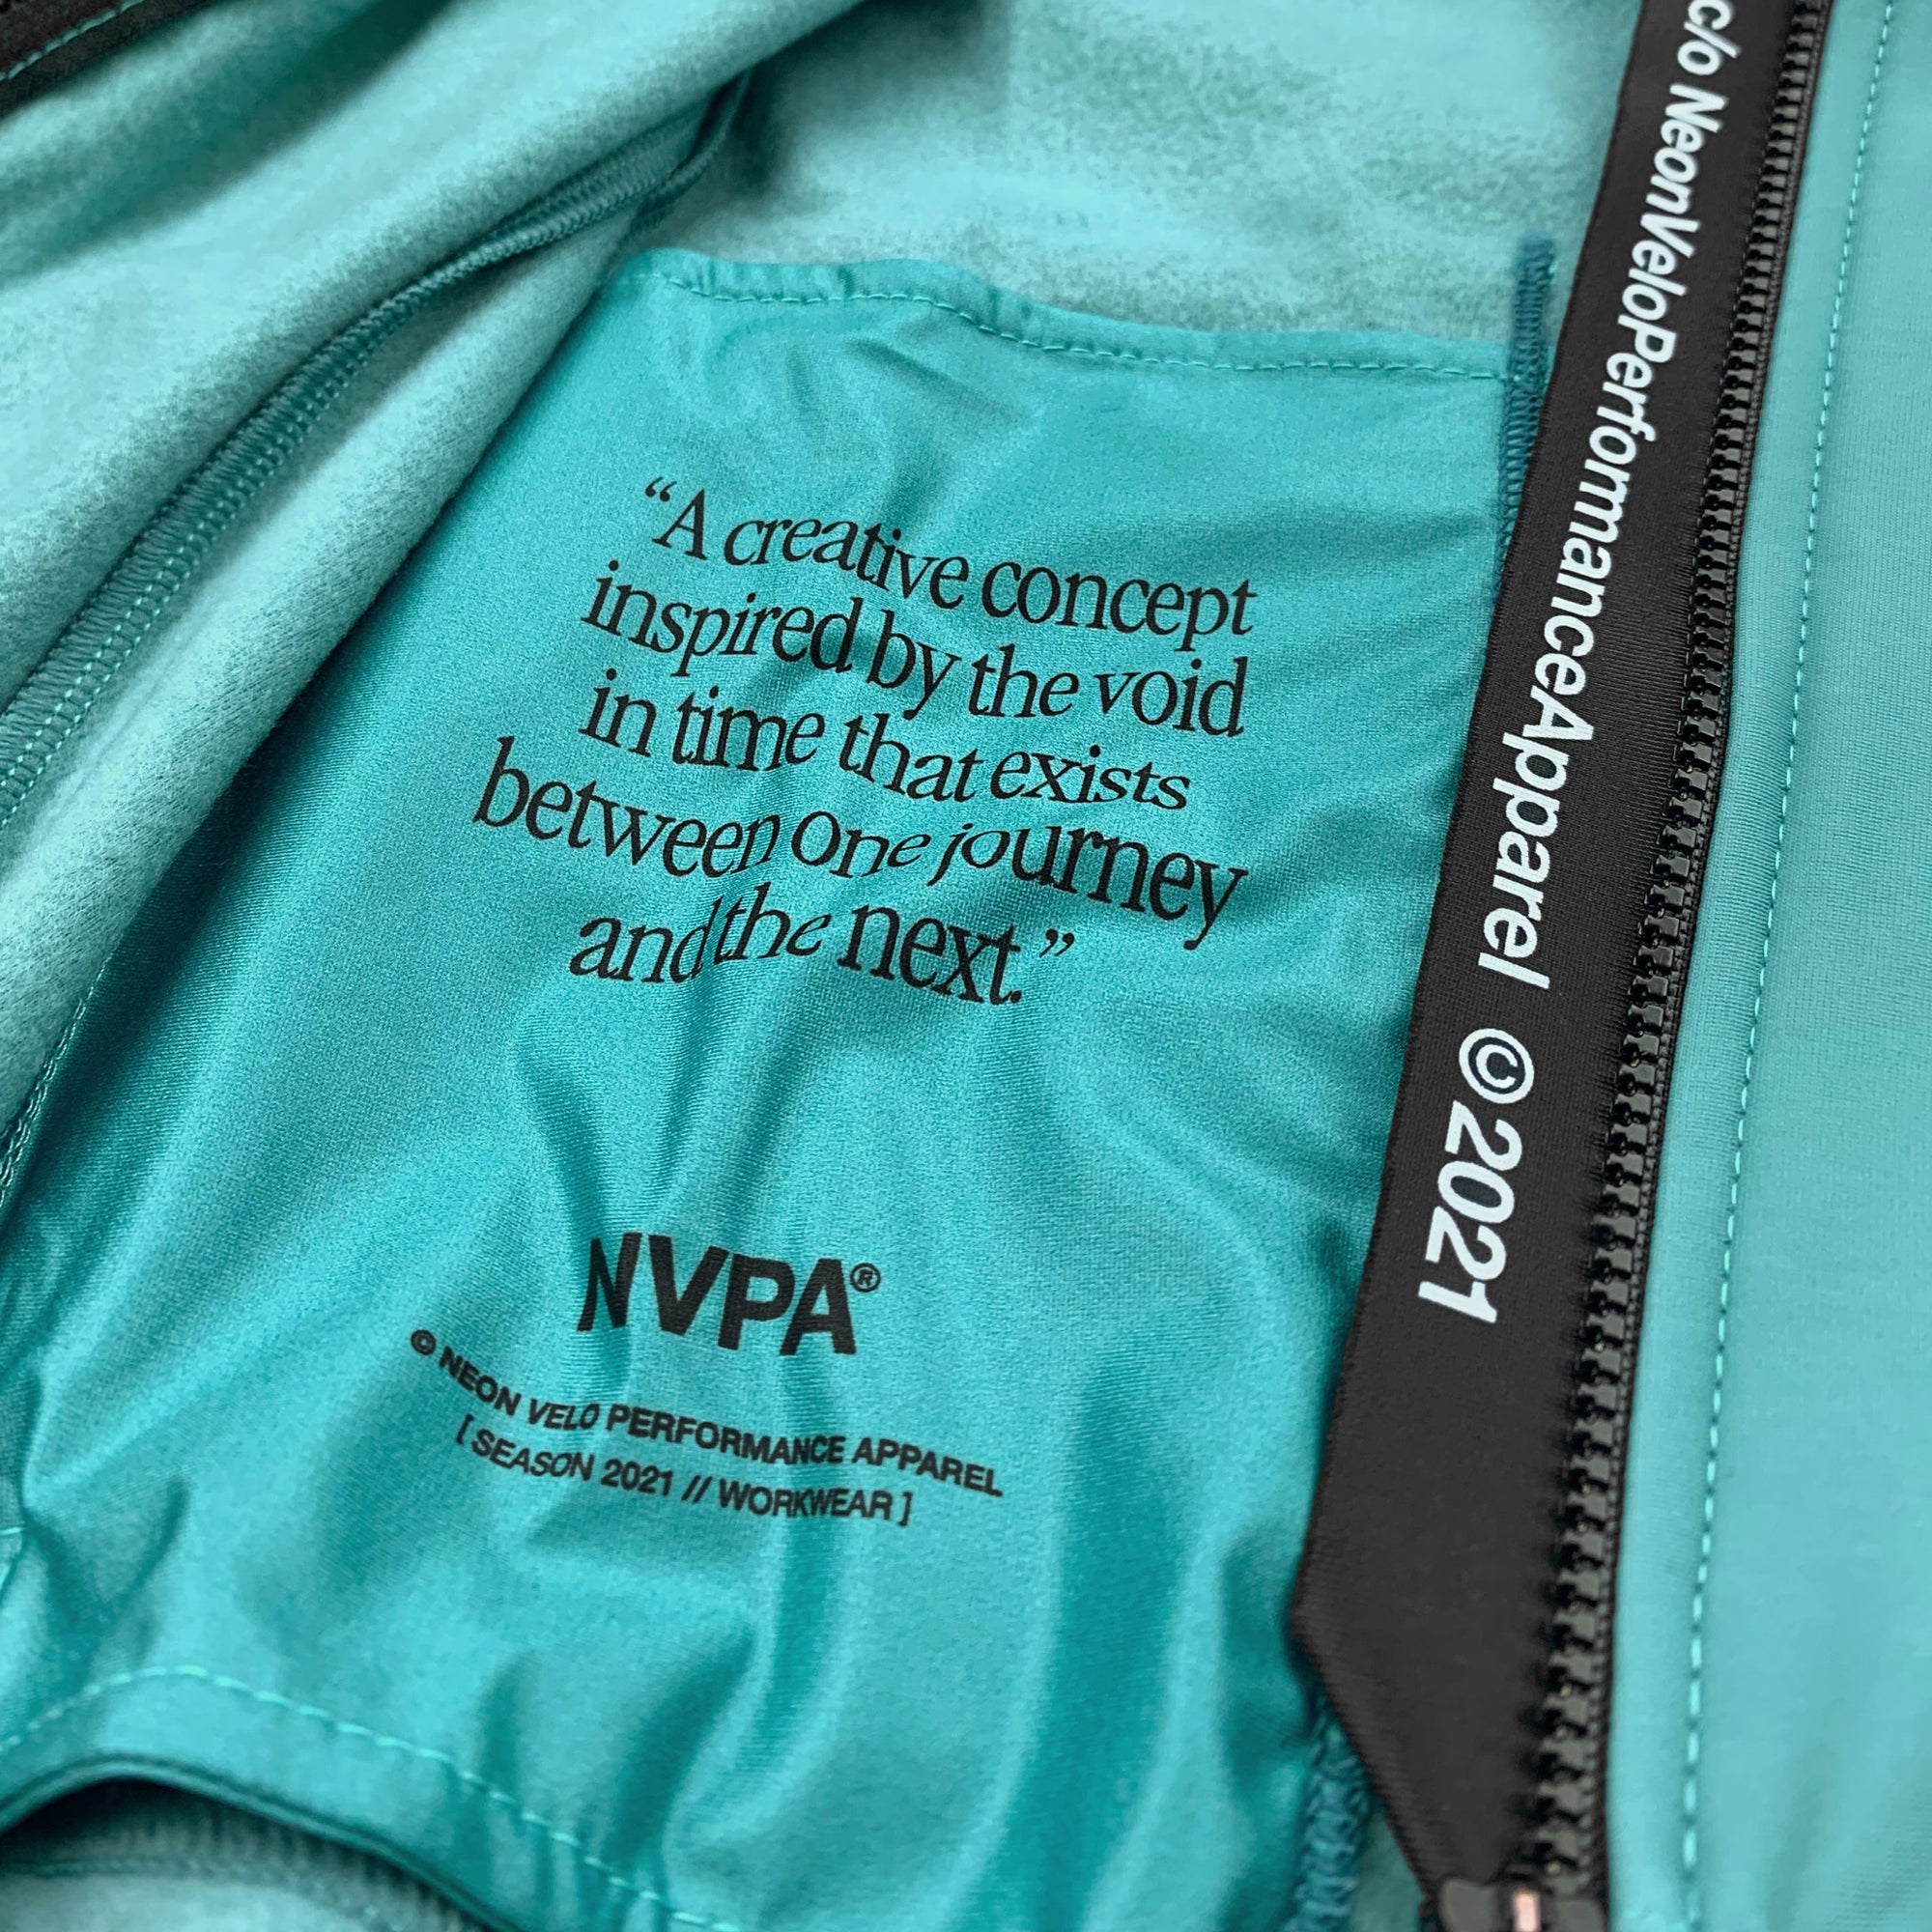 “A creative concept
inspired by the void
in time that exists
between one journey
and the next.”
NVPA®
© NEON VELO PERFORMANCE APPAREL
[ SEASON 2021 // WORKWEAR ]
c/o NeonVeloPerformanceApparel ©2021